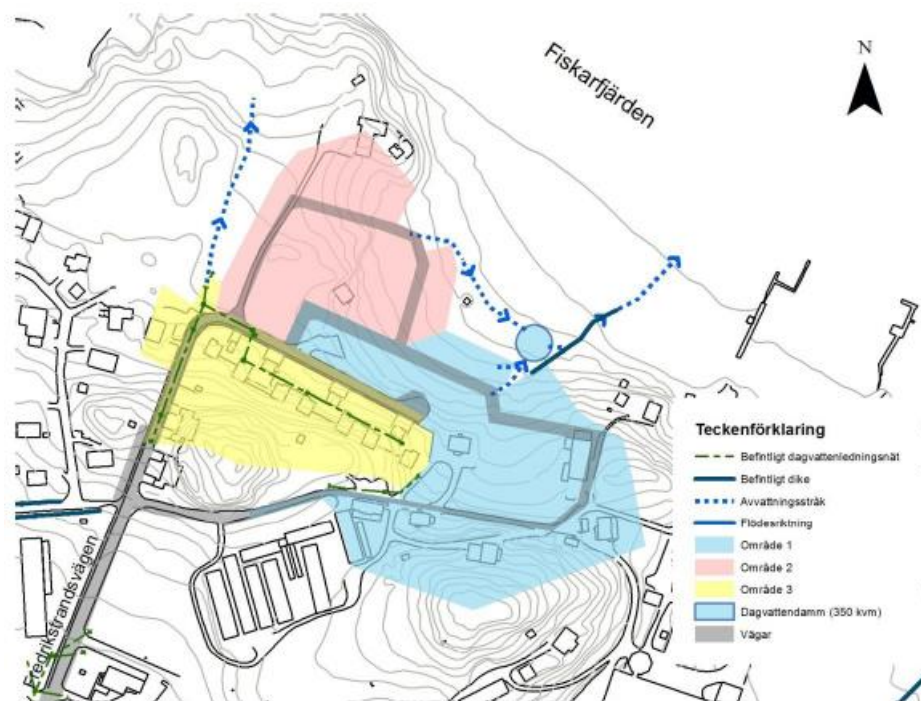 Fiskarfjärden
N
Fredrikstrandsvägen
Teckenförklaring
Befintligt dagvattenledningsnät
Befintligt dike
Avvattningsstråk
Flödesriktning
Område 1
Område 2
Område 3
Dagvattendamm (350 kvm)
Vägar